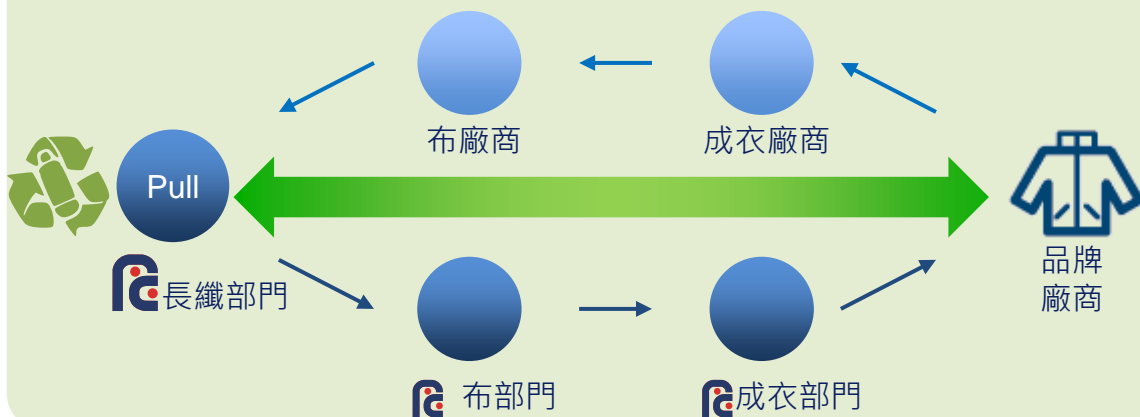 布廠商
成衣廠商
Pull
長纖部門
品牌
廠商
布部門
成衣部門